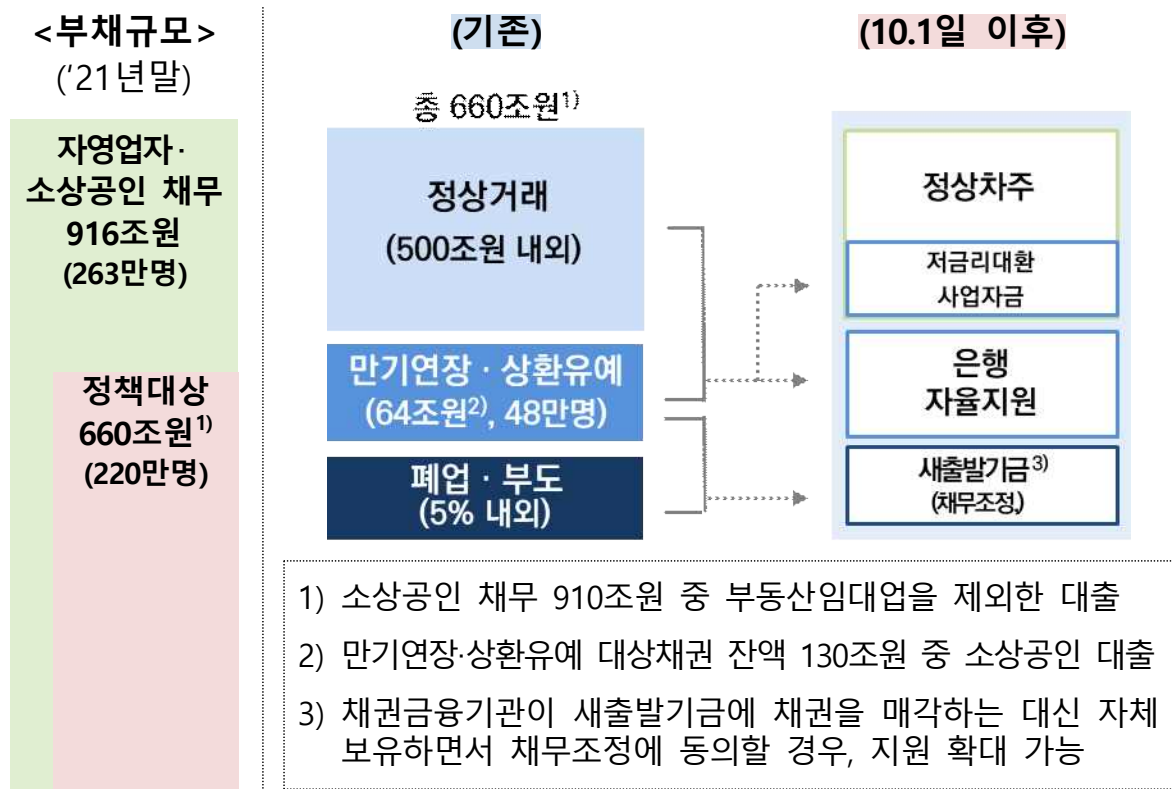 <부채규모>
('21년말)
자영업자·
소상공인 채무
916조원
(263만명)
정책대상
660조원1)
(220만명)
(기존)
총 660조원1)
정상거래
(500조원 내외)
만기연장 · 상환유예
(64조원2), 48만명)
폐업 · 부도
(5% 내외)
(10.1일 이후)
정상차주
저금리대환
사업자금
은행
자율지원
새출발기금3)
(채무조정,)
1) 소상공인 채무 910조원 중 부동산임대업을 제외한 대출
2) 만기연장·상환유예 대상채권 잔액 130조원 중 소상공인 대출
3) 채권금융기관이 새출발기금에 채권을 매각하는 대신 자체
보유하면서 채무조정에 동의할 경우, 지원 확대 가능